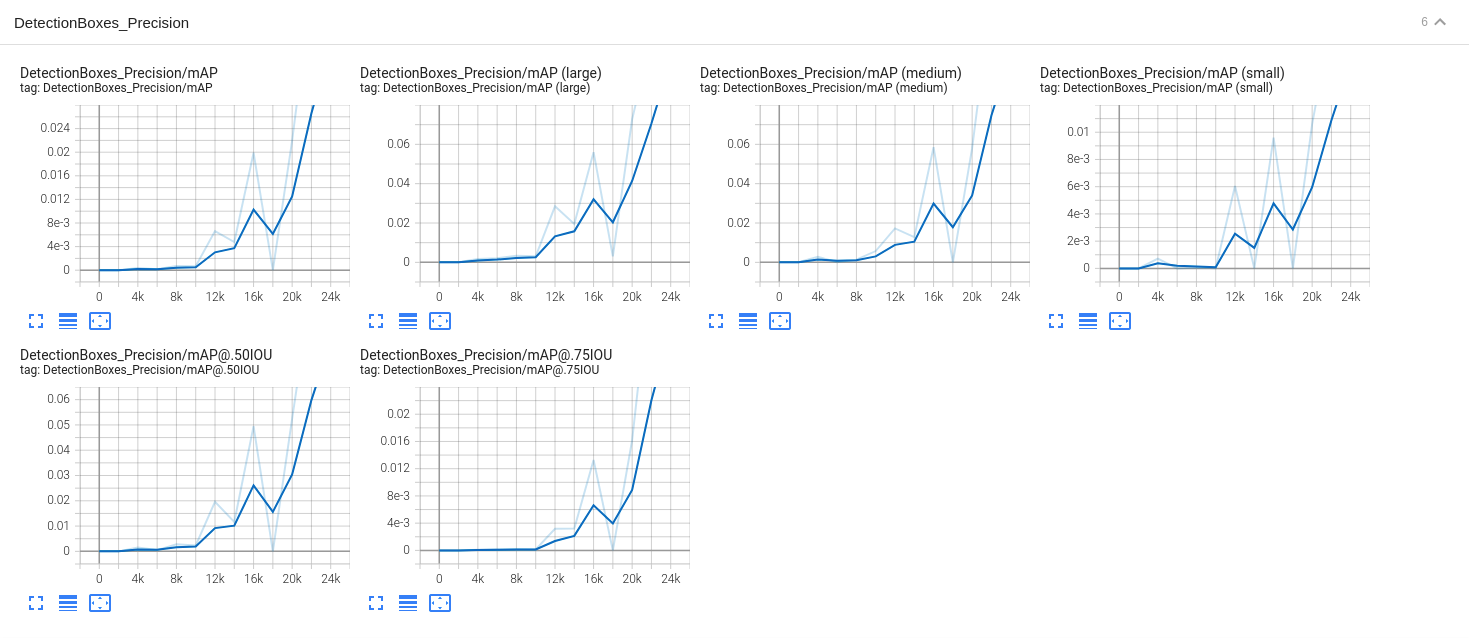 DetectionBoxes_Precision
6
DetectionBoxes_Precision/mAP
tag: DetectionBoxes_Precision/mAP
0.024
0.02
0.016
0.012
8e-3
4e-3
0
0 4k 8k 12k 16k 20k 24k
DetectionBoxes_Precision/mAP (large)
tag: DetectionBoxes_Precision/mAP (large)
0.06
0.04
0.02
0
0 4k 8k 12k 16k 20k 24k
DetectionBoxes_Precision/mAP (medium)
tag: DetectionBoxes_Precision/mAP (medium)
0.06
0.04
0.02
0
0 4k 8k 12k 16k 20k 24k
DetectionBoxes_Precision/mAP (small)
tag: DetectionBoxes_Precision/mAP (small)
0.01
8e-3
6e-3
4e-3
2e-3
0
0 4k 8k 12k 16k 20k 24k
DetectionBoxes_Precision/mAP@.50IOU
tag: DetectionBoxes_Precision/mAP@.50IOU
0.06
0.05
0.04
0.03
0.02
0.01
0
0 4k 8k 12k 16k 20k 24k
DetectionBoxes_Precision/mAP@.75IOU
tag: DetectionBoxes_Precision/mAP@.75IOU
0.02
0.016
0.012
8e-3
4e-3
0
0 4k 8k 12k 16k 20k 24k